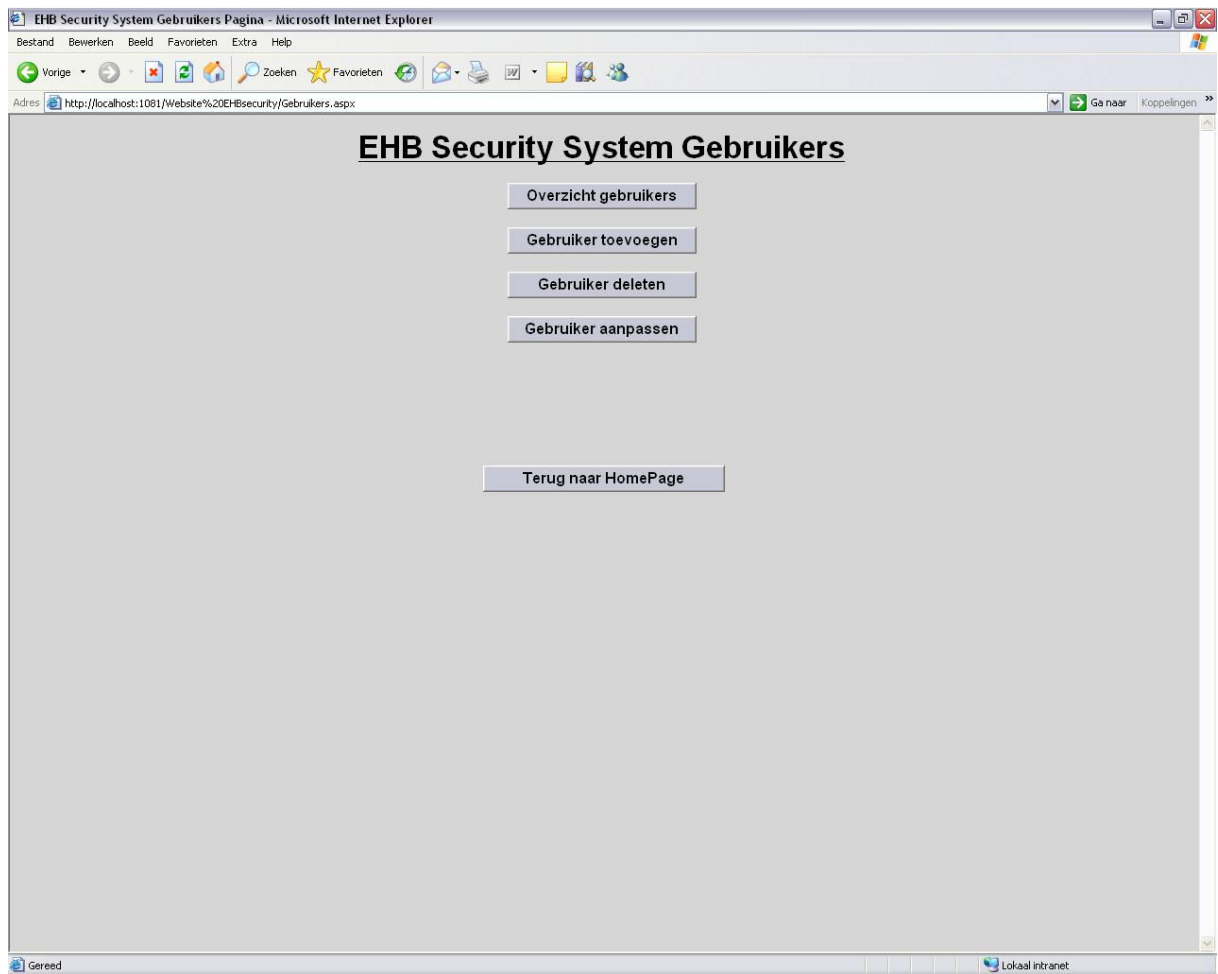 EHB Security System Gebruikers Pagina - Microsoft Internet Explorer
Bestand Bewerken Beeld Favorieten Extra Help
Vorige Zoeken Favorieten W
Adres http://localhost:1081/Website%20EHBsecurity/Gebruikers.aspx Ga naar Koppelingen »
EHB Security System Gebruikers
Overzicht gebruikers
Gebruiker toevoegen
Gebruiker deleten
Gebruiker aanpassen
Terug naar HomePage
Gereed Lokaal intranet